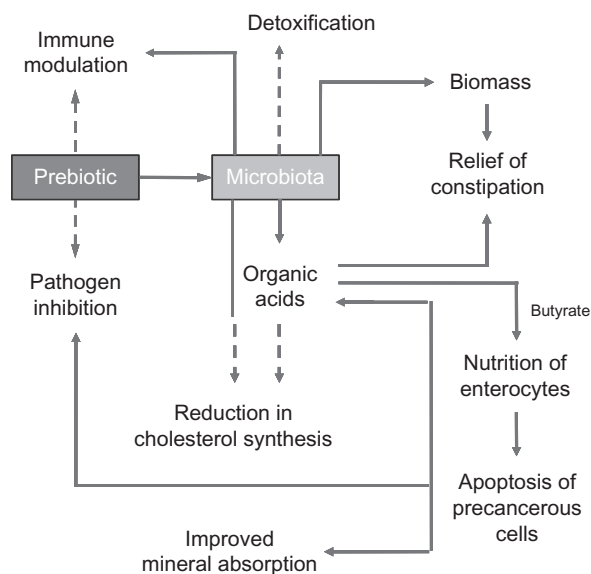 Detoxification
Immune
modulation
Biomass
Prebiotic
Microbiota
Relief of
constipation
Pathogen
inhibition
Organic
acids
Butyrate
Nutrition of
enterocytes
Reduction in
cholesterol synthesis
Apoptosis of
precancerous
cells
Improved
mineral absorption